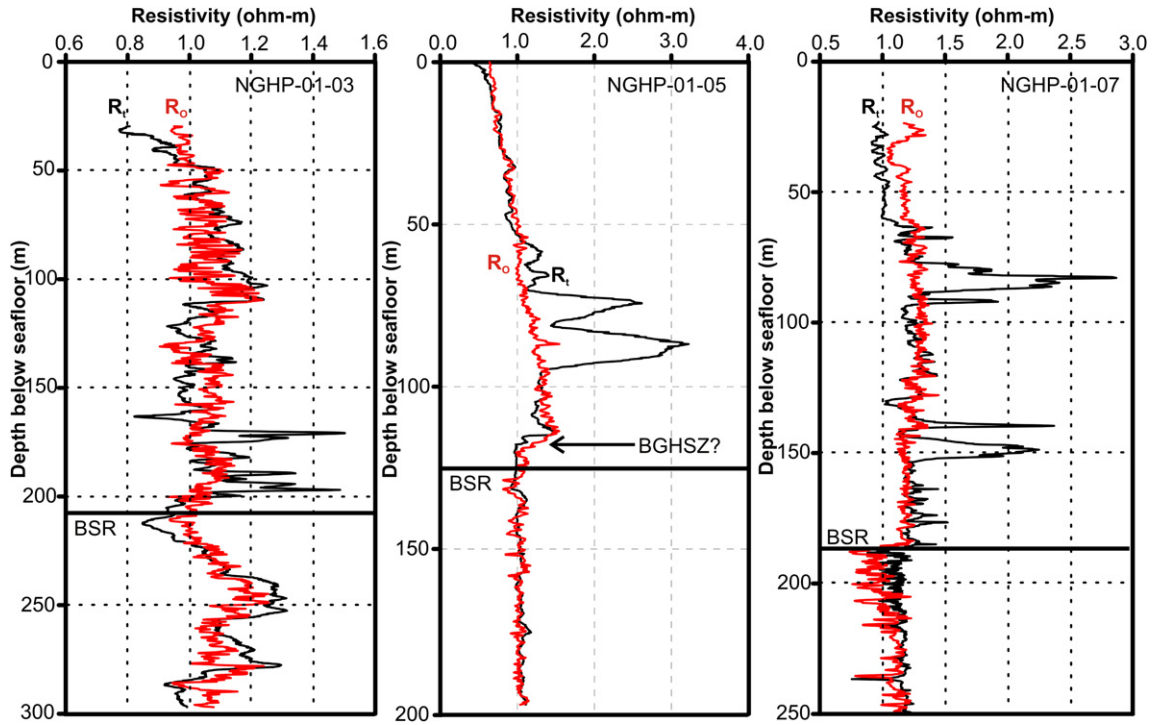 Resistivity (ohm-m)
0.6 0.8 1.0 1.2 1.4 1.6
NGHP-01-03
Rt Ro
Depth below seafloor (m)
0
50
100
150
200
250
300
BSR
Resistivity (ohm-m)
0.0 1.0 2.0 3.0 4.0
NGHP-01-05
Ro Rt
Depth below seafloor (m)
0
50
100
150
200
BGHSZ?
BSR
Resistivity (ohm-m)
0.5 1.0 1.5 2.0 2.5 3.0
NGHP-01-07
Rt Ro
Depth below seafloor (m)
0
50
100
150
200
250
BSR